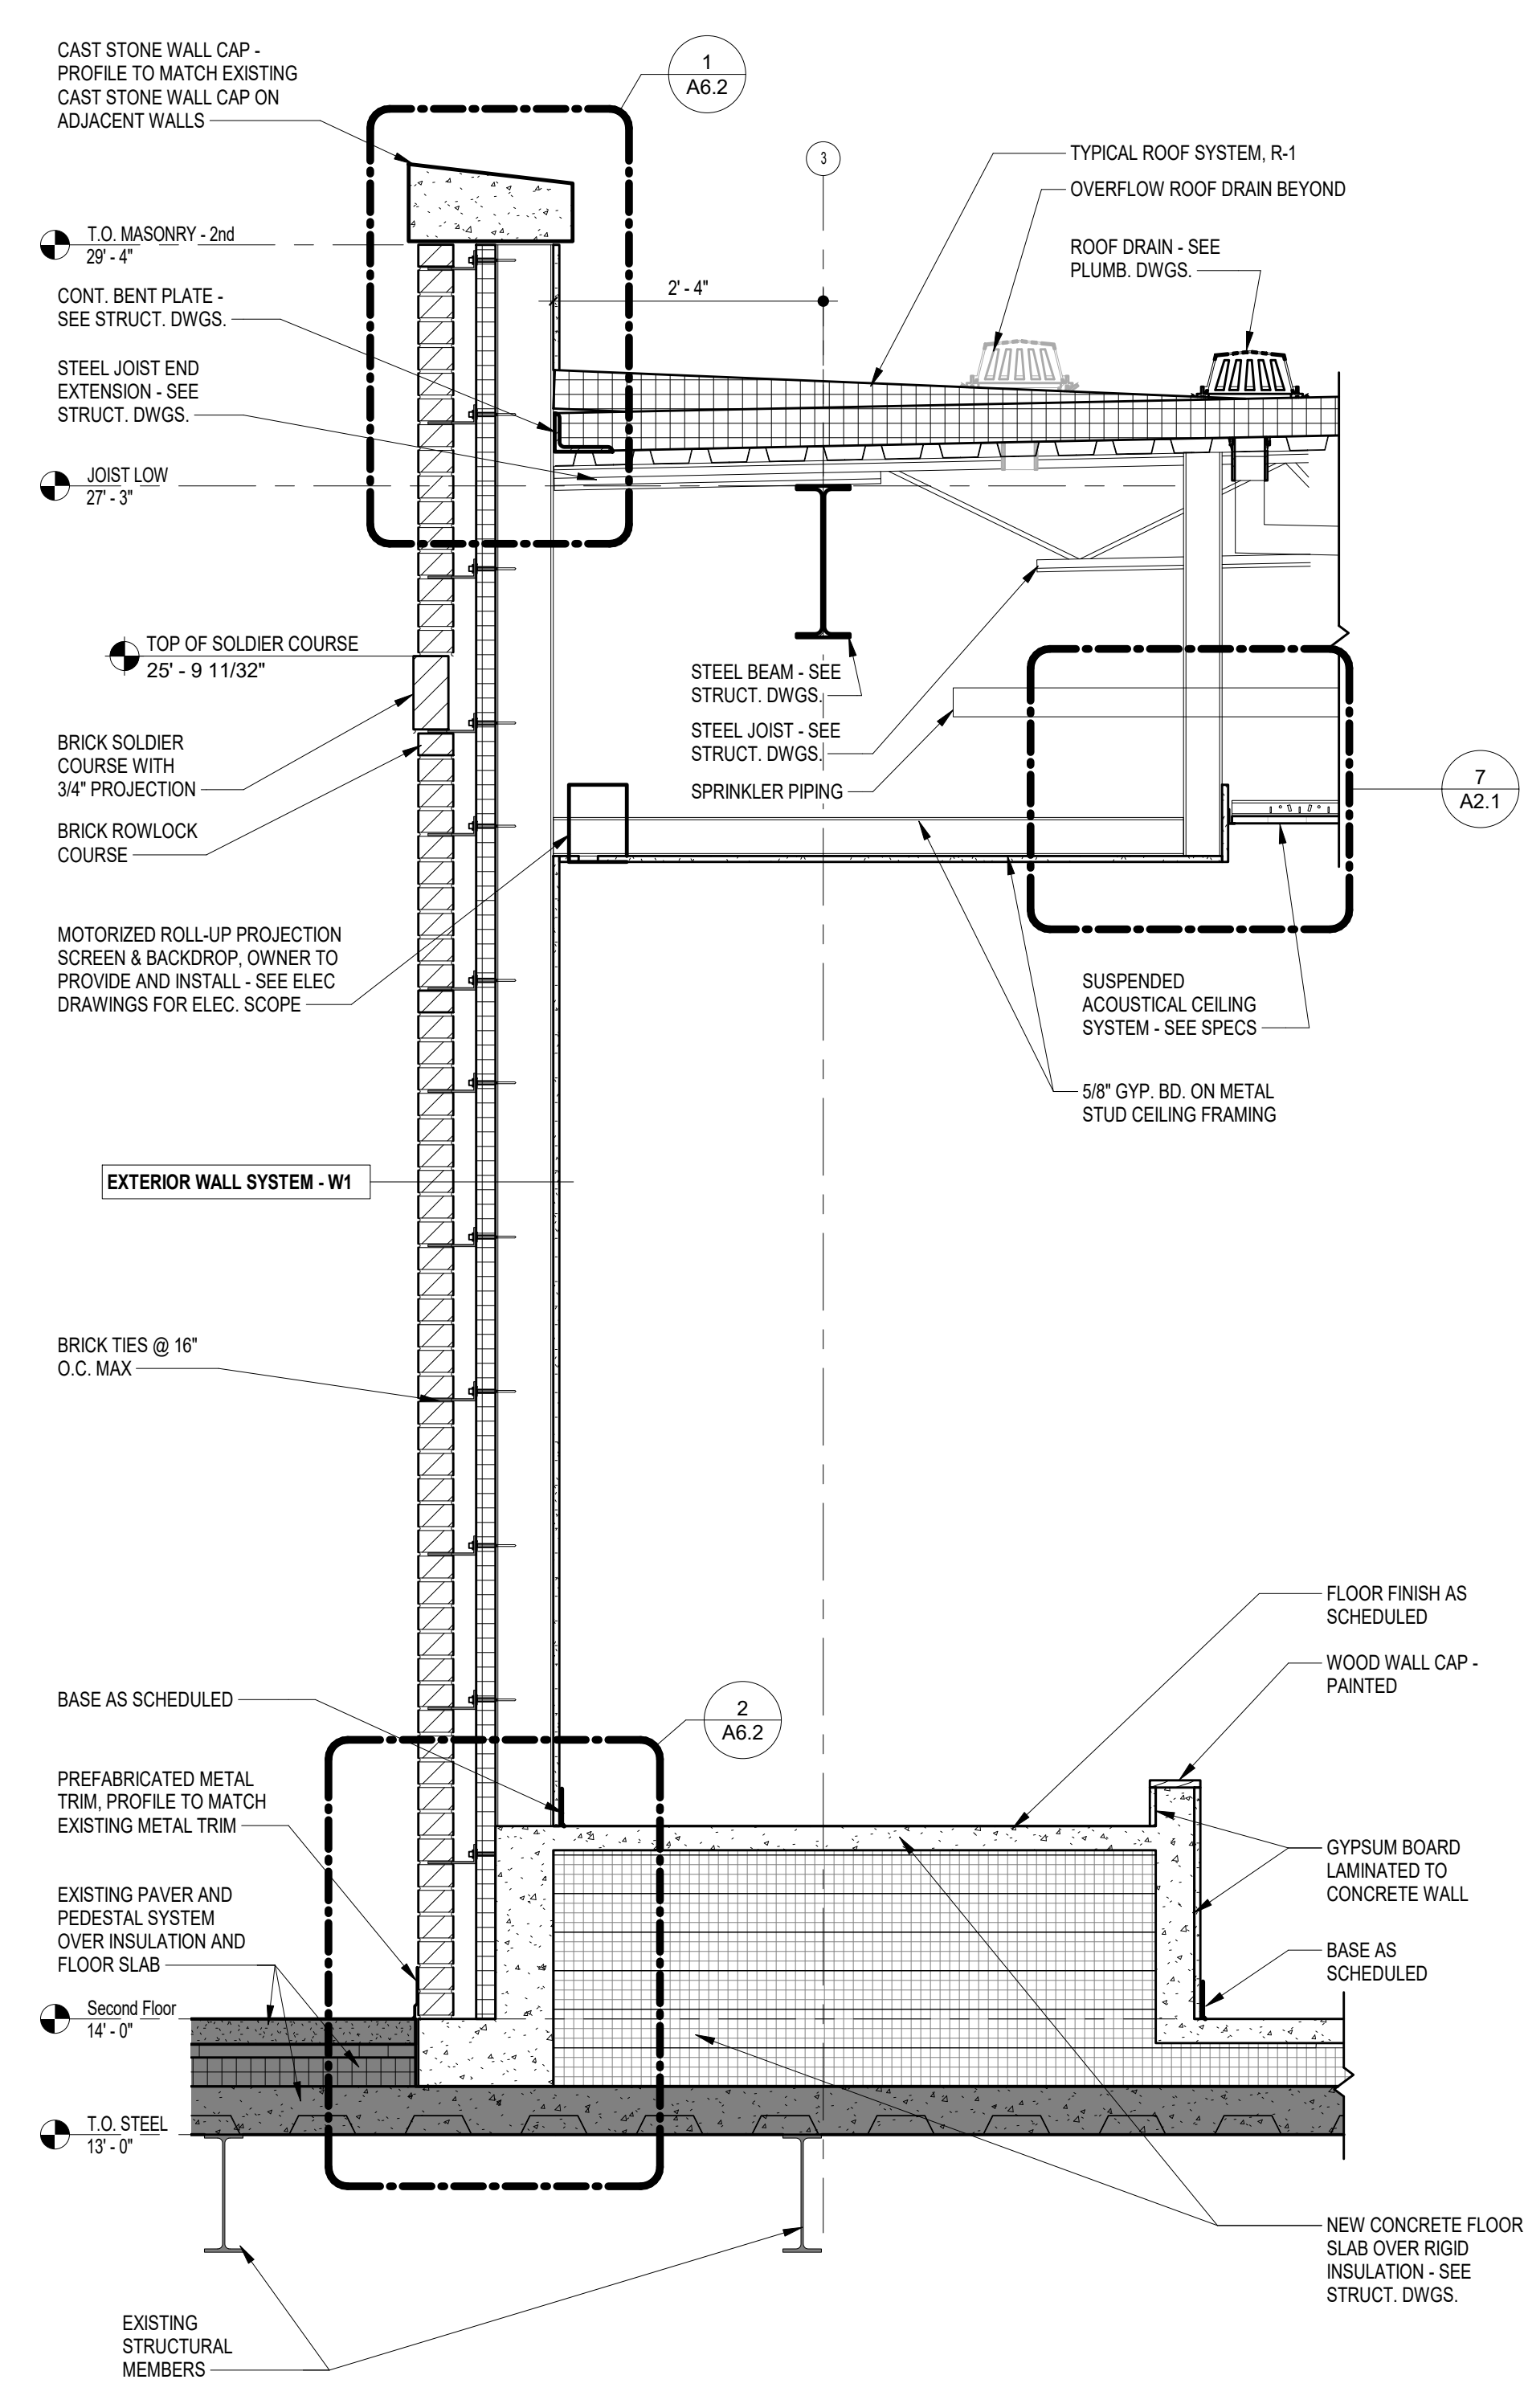 CAST STONE WALL CAP -
PROFILE TO MATCH EXISTING
CAST STONE WALL CAP ON
ADJACENT WALLS
1
A6.2
3
TYPICAL ROOF SYSTEM, R-1
OVERFLOW ROOF DRAIN BEYOND
ROOF DRAIN - SEE
PLUMB. DWGS.
T.O. MASONRY - 2nd
29' - 4"
CONT. BENT PLATE -
SEE STRUCT. DWGS.
2' - 4"
STEEL JOIST END
EXTENSION - SEE
STRUCT. DWGS.
JOIST LOW
27' - 3"
TOP OF SOLDIER COURSE
25' - 9 11/32"
STEEL BEAM - SEE
STRUCT. DWGS.
STEEL JOIST - SEE
STRUCT. DWGS.
SPRINKLER PIPING
BRICK SOLDIER
COURSE WITH
3/4" PROJECTION
BRICK ROWLOCK
COURSE
7
A2.1
MOTORIZED ROLL-UP PROJECTION
SCREEN & BACKDROP, OWNER TO
PROVIDE AND INSTALL - SEE ELEC
DRAWINGS FOR ELEC. SCOPE
SUSPENDED
ACOUSTICAL CEILING
SYSTEM - SEE SPECS
5/8" GYP. BD. ON METAL
STUD CEILING FRAMING
EXTERIOR WALL SYSTEM - W1
BRICK TIES @ 16"
O.C. MAX
FLOOR FINISH AS
SCHEDULED
WOOD WALL CAP -
PAINTED
BASE AS SCHEDULED
2
A6.2
PREFABRICATED METAL
TRIM, PROFILE TO MATCH
EXISTING METAL TRIM
GYPSUM BOARD
LAMINATED TO
CONCRETE WALL
EXISTING PAVER AND
PEDESTAL SYSTEM
OVER INSULATION AND
FLOOR SLAB
BASE AS
SCHEDULED
Second Floor
14' - 0"
T.O. STEEL
13' - 0"
NEW CONCRETE FLOOR
SLAB OVER RIGID
INSULATION - SEE
STRUCT. DWGS.
EXISTING
STRUCTURAL
MEMBERS